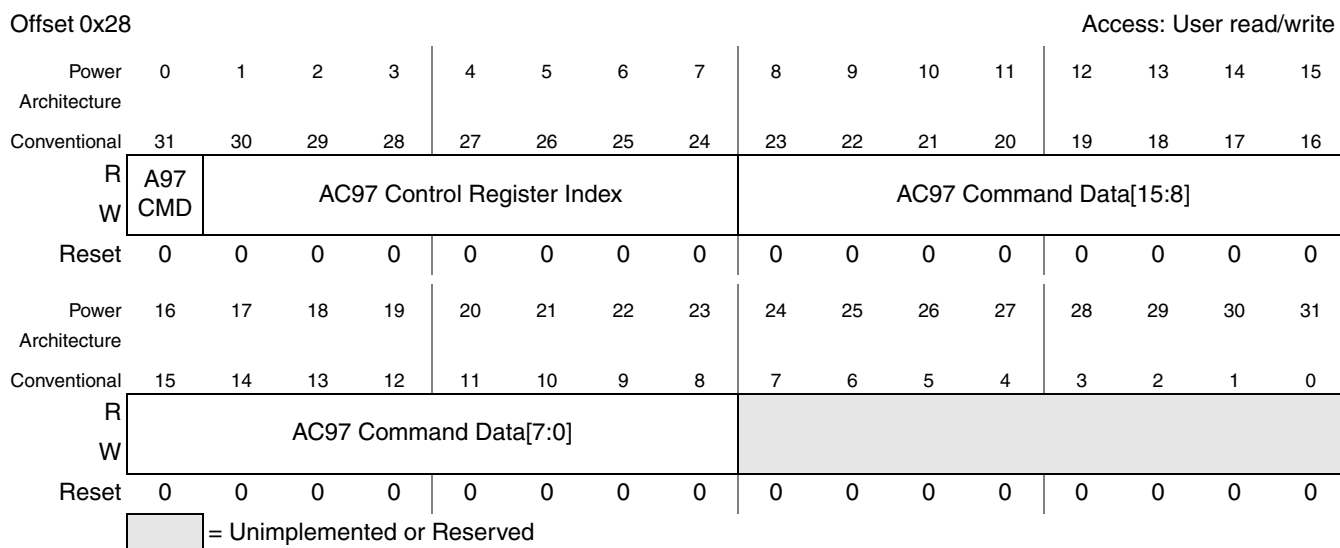 Offset 0x28 Access: User read/write
Power Architecture 0 1 2 3 4 5 6 7 8 9 10 11 12 13 14 15
Conventional 31 30 29 28 27 26 25 24 23 22 21 20 19 18 17 16
R W A97 CMD AC97 Control Register Index AC97 Command Data[15:8]
Reset 0 0 0 0 0 0 0 0 0 0 0 0 0 0 0 0
Power Architecture 16 17 18 19 20 21 22 23 24 25 26 27 28 29 30 31
Conventional 15 14 13 12 11 10 9 8 7 6 5 4 3 2 1 0
R W AC97 Command Data[7:0]
Reset 0 0 0 0 0 0 0 0 0 0 0 0 0 0 0 0
= Unimplemented or Reserved